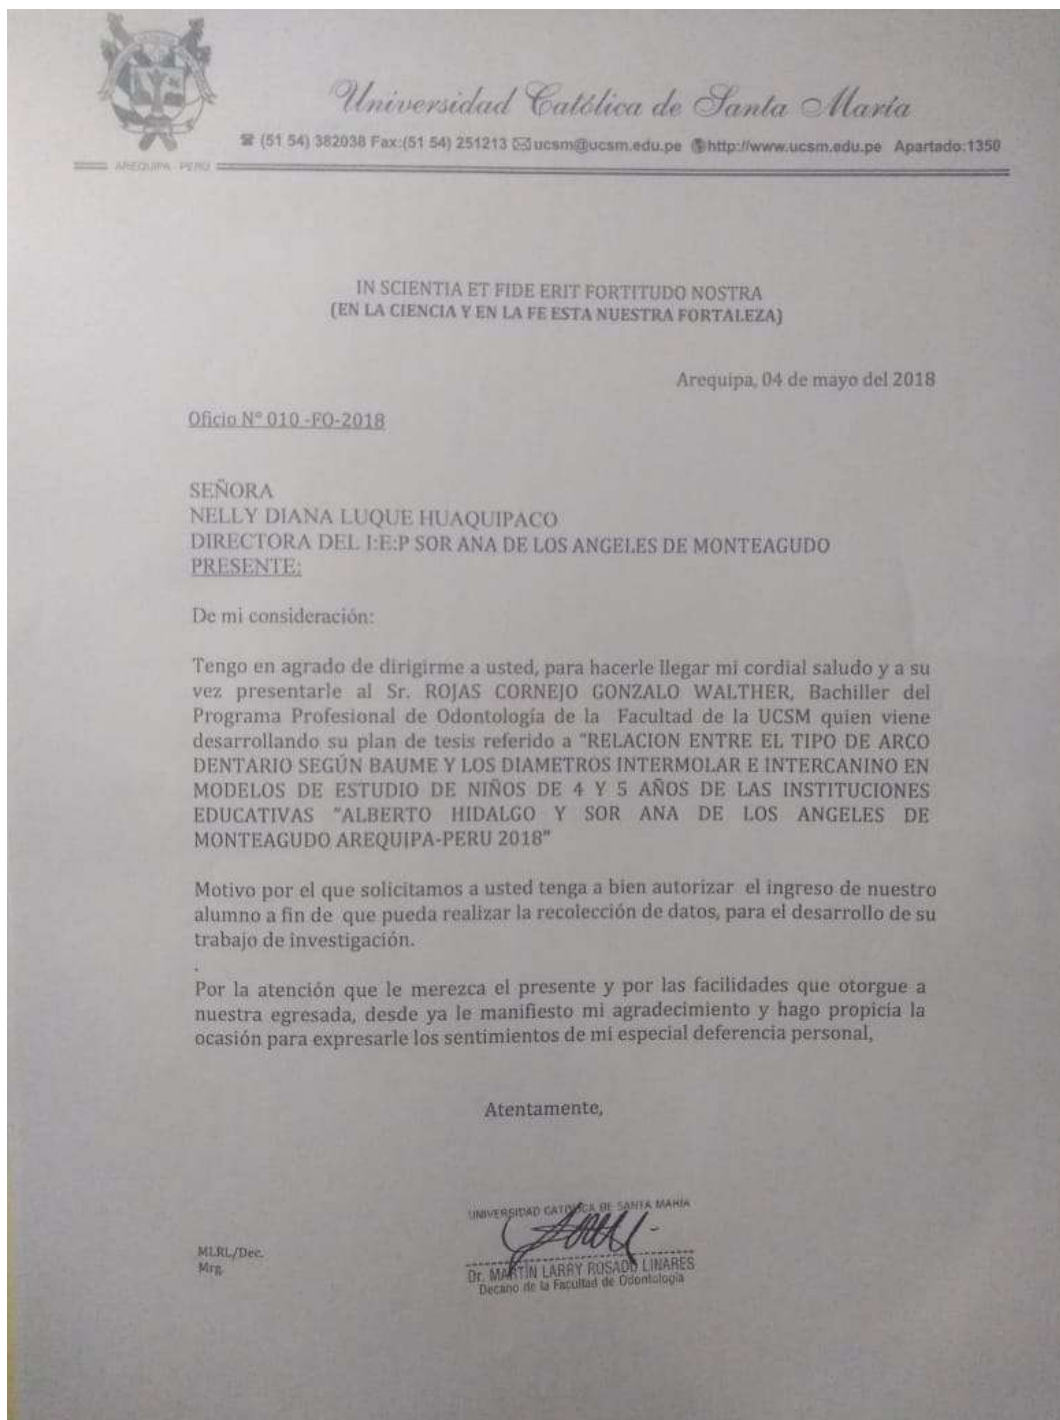 Universidad Católica de Santa María
(51 54) 382038 Fax:(51 54) 251213 ucsm@ucsm.edu.pe http://www.ucsm.edu.pe Apartado:1350
AREQUIPA - PERU
IN SCIENTIA ET FIDE ERIT FORTITUDO NOSTRA
(EN LA CIENCIA Y EN LA FE ESTA NUESTRA FORTALEZA)
Arequipa, 04 de mayo del 2018
Oficio N° 010 -FO-2018
SEÑORA
NELLY DIANA LUQUE HUAQUIPACO
DIRECTORA DEL I:E:P SOR ANA DE LOS ANGELES DE MONTEAGUDO
PRESENTE:
De mi consideración:
Tengo en agrado de dirigirme a usted, para hacerle llegar mi cordial saludo y a su
vez presentarle al Sr. ROJAS CORNEJO GONZALO WALTHER, Bachiller del
Programa Profesional de Odontología de la Facultad de la UCSM quien viene
desarrollando su plan de tesis referido a "RELACION ENTRE EL TIPO DE ARCO
DENTARIO SEGÚN BAUME Y LOS DIAMETROS INTERMOLAR E INTERCANINO EN
MODELOS DE ESTUDIO DE NIÑOS DE 4 Y 5 AÑOS DE LAS INSTITUCIONES
EDUCATIVAS "ALBERTO HIDALGO Y SOR ANA DE LOS ANGELES DE
MONTEAGUDO AREQUIPA-PERU 2018"
Motivo por el que solicitamos a usted tenga a bien autorizar el ingreso de nuestro
alumno a fin de que pueda realizar la recolección de datos, para el desarrollo de su
trabajo de investigación.
.
Por la atención que le merezca el presente y por las facilidades que otorgue a
nuestra egresada, desde ya le manifiesto mi agradecimiento y hago propicia la
ocasión para expresarle los sentimientos de mi especial deferencia personal,
Atentamente,
UNIVERSIDAD CATOLICA DE SANTA MARIA
Dr. MARTIN LARRY ROSADO LINARES
Decano de la Facultad de Odontología
MLRL/Dec.
Mrg.